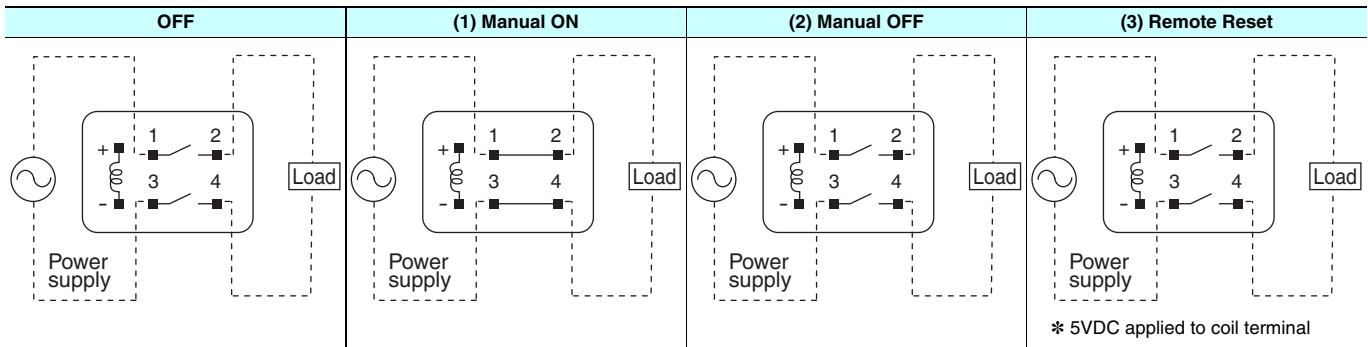 OFF
(1) Manual ON
(2) Manual OFF
(3) Remote Reset
+ 1 2
3 4
-
Load
Power
supply
+ 1 2
3 4
-
Load
Power
supply
+ 1 2
3 4
-
Load
Power
supply
+ 1 2
3 4
-
Load
Power
supply
✽ 5VDC applied to coil terminal